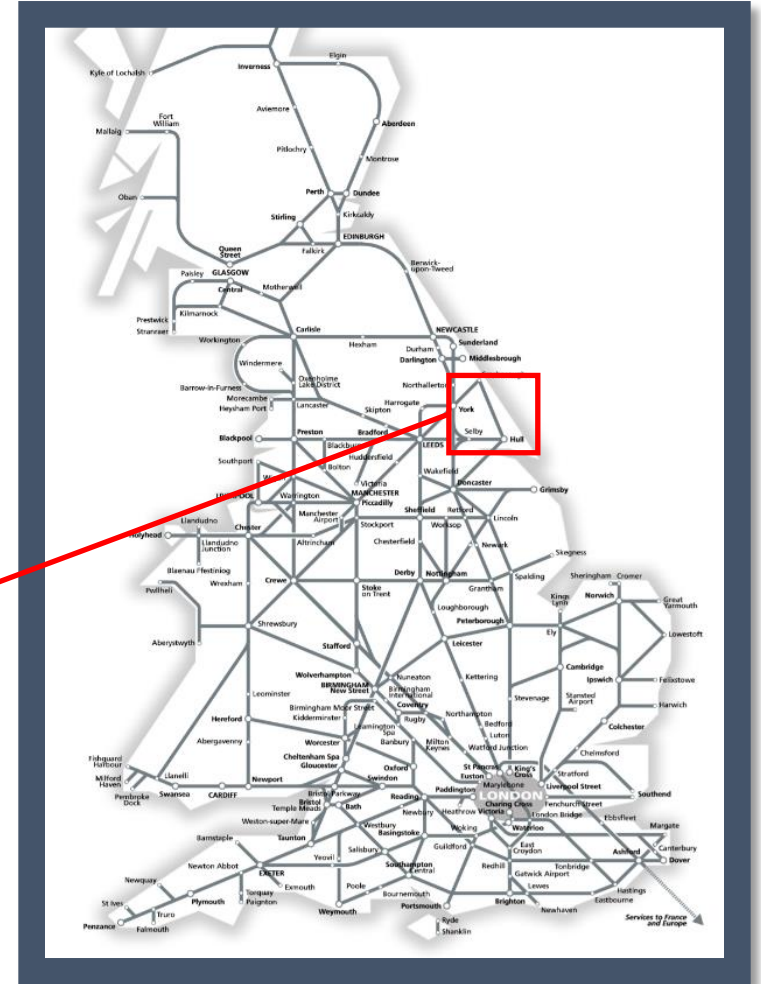 Elgin
Inverness
Kyle of Lochalsh
Aviemore
Fort
William
Aberdeen
Mallaig
Pitlochry
Montrose
Perth
Dundee
Oban
Stirling
Kirkcaldy
EDINBURGH
Queen
Street
Falkirk
Berwick-
upon-Tweed
Paisley
GLASGOW
Central
Motherwell
Prestwick
Kilmarnock
Stranraer
Carlisle
NEWCASTLE
Workington
Hexham
Sunderland
Durham
Darlington
Middlesbrough
Windermere
Oxenholme
Lake District
Northallerton
Barrow-in-Furness
Morecambe
Heysham Port
Lancaster
Harrogate
York
Skipton
Blackpool
Preston
Bradford
Selby
Hull
LEEDS
Blackburn
Huddersfield
Southport
Bolton
Wakefield
Victoria
Doncaster
MANCHESTER
Piccadilly
Grimsby
Warrington
Manchester
Airport
Sheffield
Retford
Llandudno
Stockport
Worksop
Lincoln
Holyhead
Chester
Llandudno
Junction
Altrincham
Chesterfield
Newark
Skegness
Blaenau Ffestiniog
Derby
Nottingham
Sheringham
Cromer
Pwllheli
Wrexham
Crewe
Stoke
on Trent
Grantham
Spalding
Kings
Lynn
Norwich
Great
Yarmouth
Loughborough
Peterborough
Shrewsbury
Ely
Lowestoft
Aberystwyth
Stafford
Leicester
Cambridge
Wolverhampton
Nuneaton
Kettering
Ipswich
Felixstowe
BIRMINGHAM
New Street
Birmingham
International
Leominster
Coventry
Stevenage
Stansted
Airport
Harwich
Birmingham Moor Street
Northampton
Hereford
Kidderminster
Rugby
Bedford
Colchester
Leamington
Spa
Luton
Abergavenny
Worcester
Banbury
Milton
Keynes
Watford Junction
Chelmsford
Cheltenham Spa
Fishguard
Harbour
Gloucester
Oxford
St Pancras
King's
Cross
Euston
Stratford
Milford
Haven
Llanelli
Newport
Swindon
Marylebone
Liverpool Street
Pembroke
Dock
Swansea
CARDIFF
Bristol Parkway
Reading
Paddington
LONDON
Southend
Bristol
Temple Meads
Bath
Charing Cross
Fenchurch Street
Newbury
Heathrow
Victoria
London Bridge
Ebbsfleet
Weston-super-Mare
Westbury
Waterloo
Margate
Barnstaple
Taunton
Basingstoke
Woking
East
Croydon
Canterbury
Salisbury
Guildford
Ashford
Dover
Newton Abbot
Yeovil
Redhill
Tonbridge
EXETER
Southampton
Central
Gatwick Airport
Newquay
Exmouth
Poole
Lewes
Hastings
St Ives
Plymouth
Torquay
Paignton
Bournemouth
Eastbourne
Truro
Weymouth
Portsmouth
Brighton
Newhaven
Penzance
Falmouth
Ryde
Shanklin
Services to France
and Europe